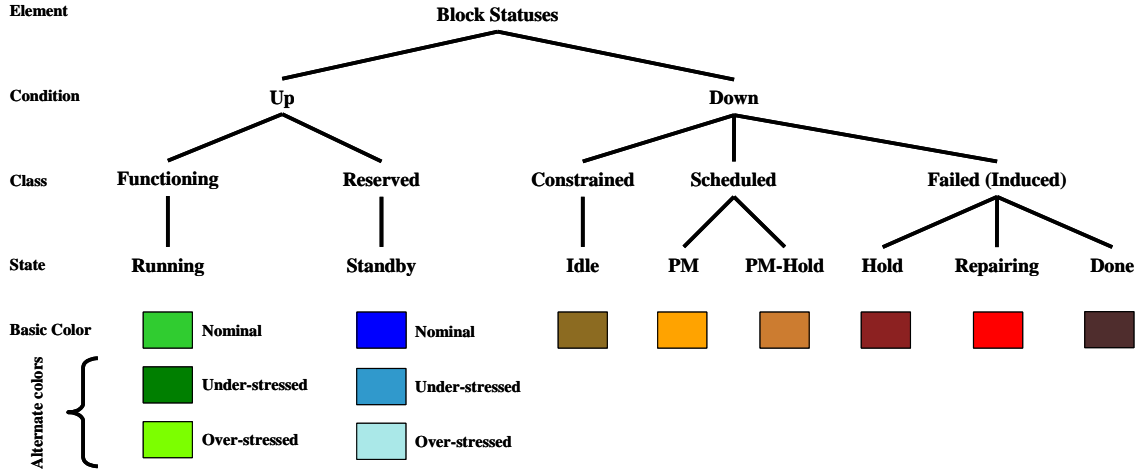 Element
Block Statuses
Condition
Up
Down
Class
Functioning
Reserved
Constrained
Scheduled
Failed (Induced)
State
Running
Standby
Idle
PM
PM-Hold
Hold
Repairing
Done
Basic Color
Nominal
Nominal
Alternate colors
Under-stressed
Under-stressed
Over-stressed
Over-stressed